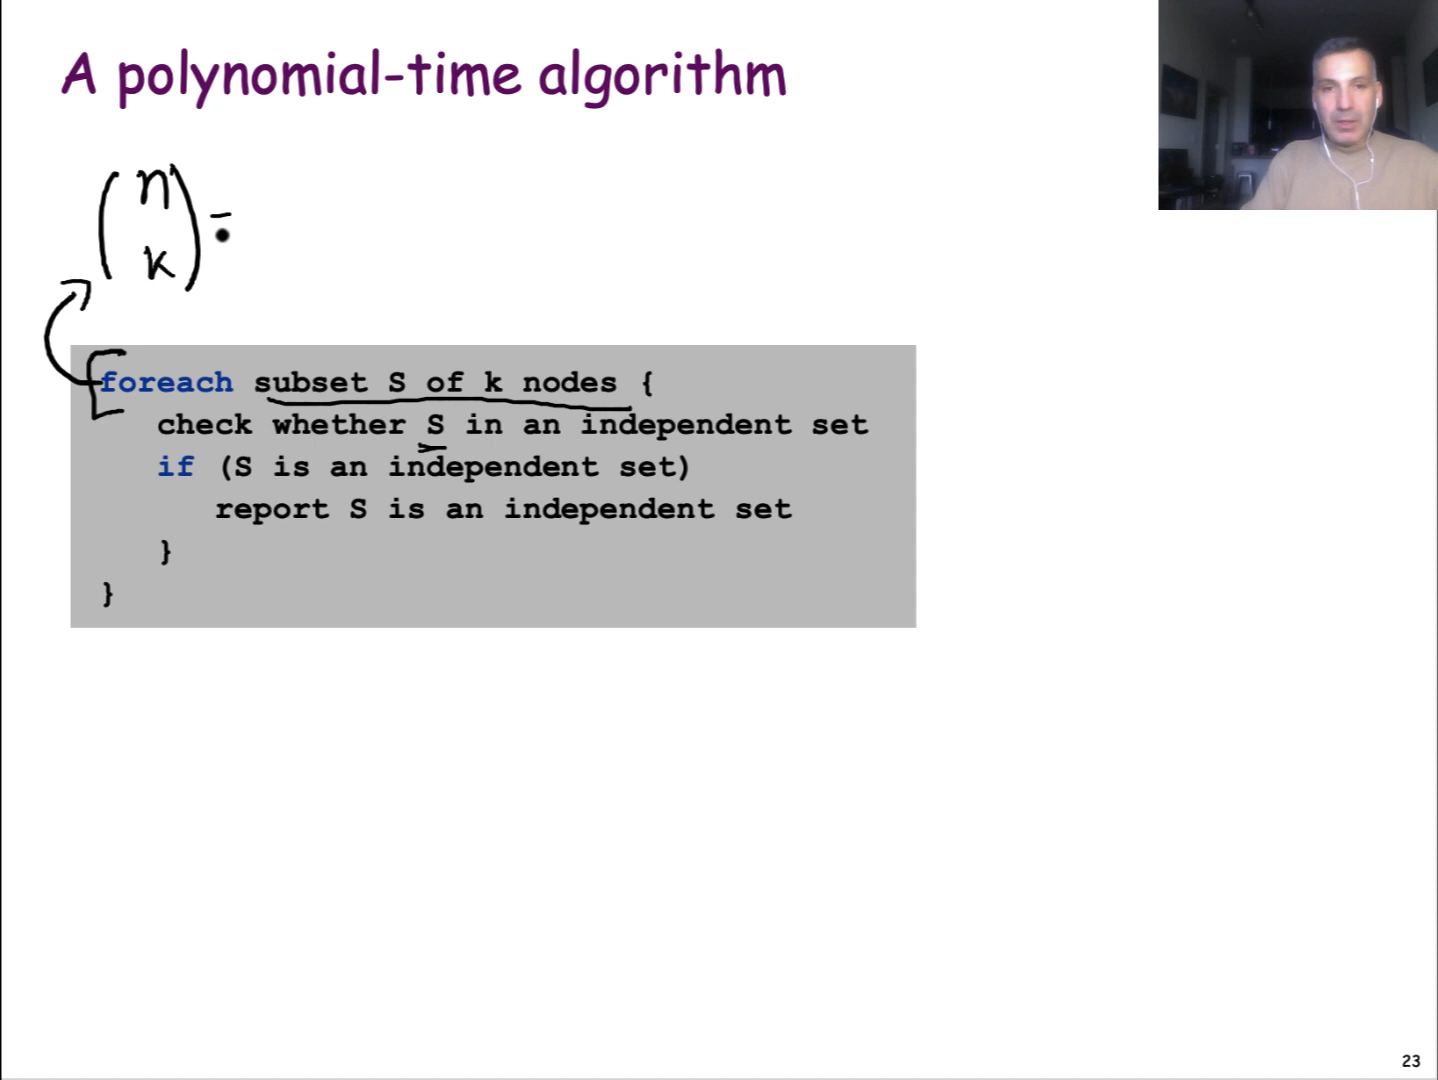 A polynomial-time algorithm
(n
k) =
foreach subset S of k nodes {
check whether S in an independent set
if (S is an independent set)
report S is an independent set
}
}
23